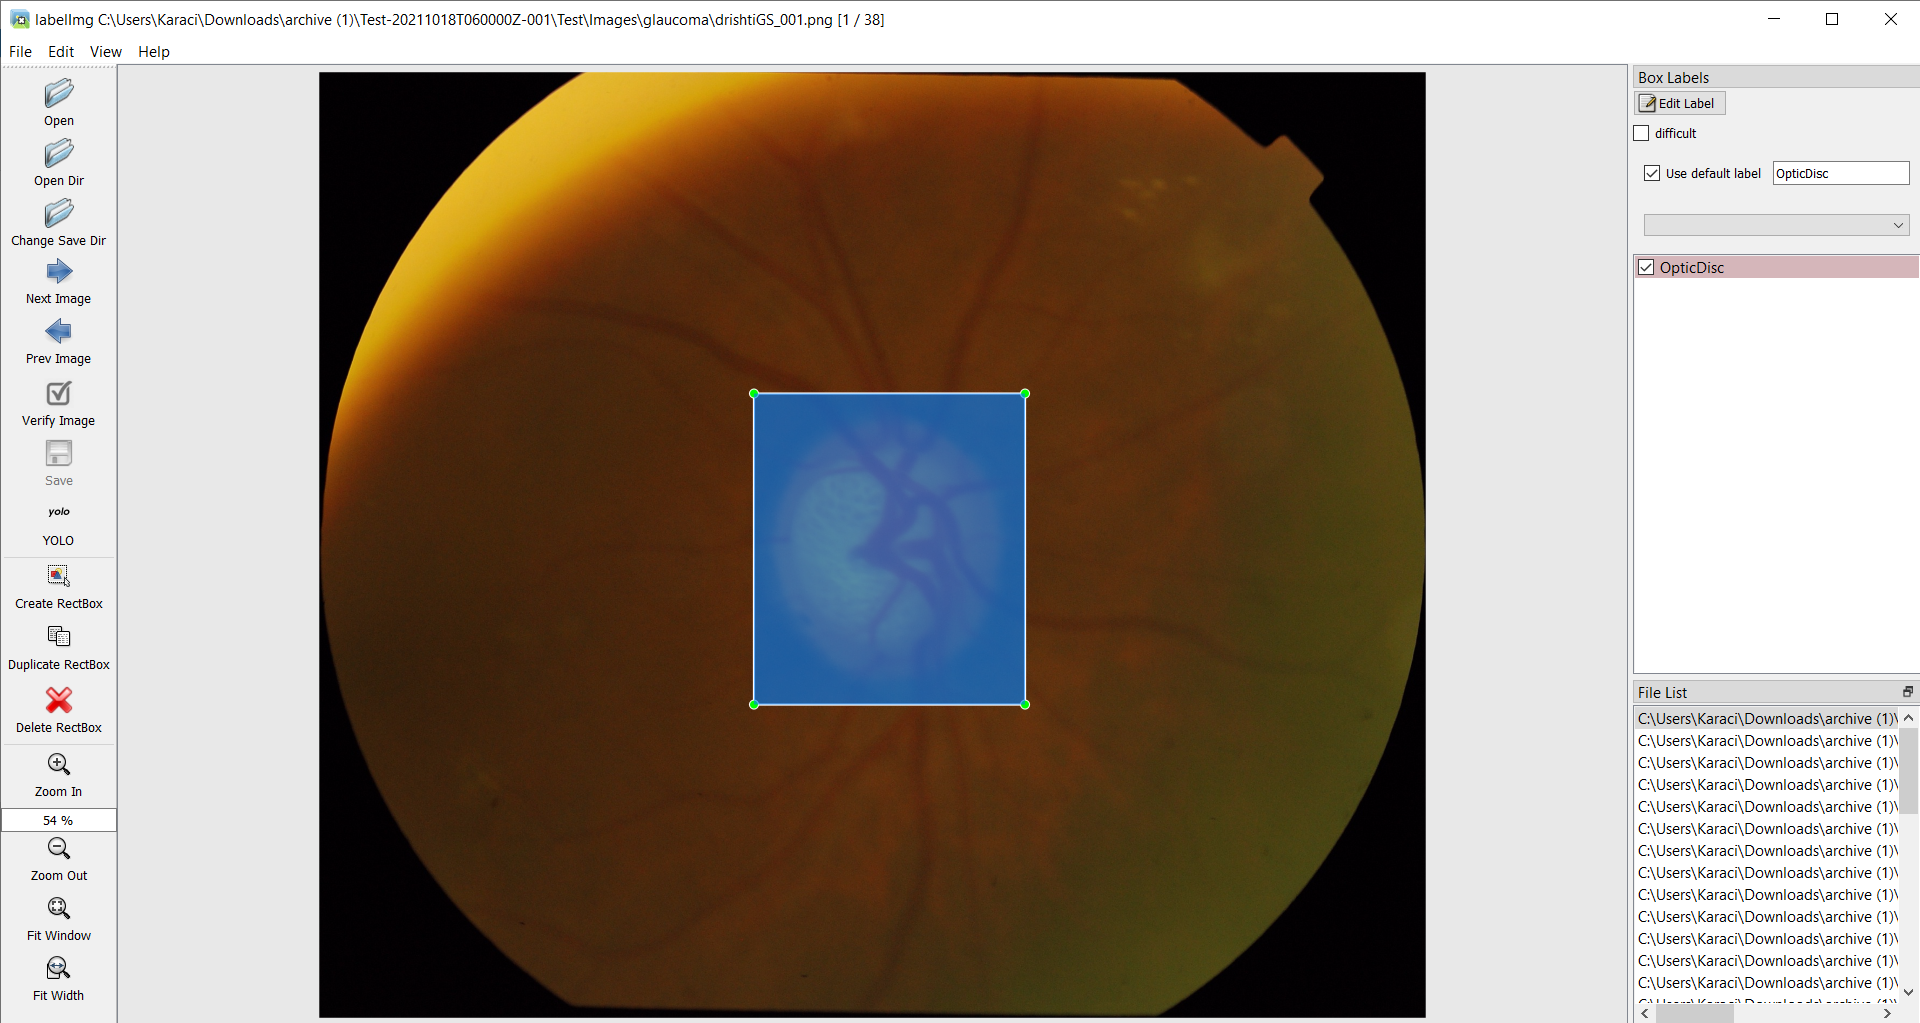 labelImg C:\Users\Karaci\Downloads\archive (1)\Test-20211018T060000Z-001\Test\Images\glaucoma\drishtiGS_001.png [1 / 38]
File Edit View Help
Open
Open Dir
Change Save Dir
Next Image
Prev Image
Verify Image
Save
yolo
YOLO
Create RectBox
Duplicate RectBox
Delete RectBox
Zoom In
54 %
Zoom Out
Fit Window
Fit Width
Box Labels
Edit Label
difficult
Use default label OpticDisc
OpticDisc
File List
C:\Users\Karaci\Downloads\archive (1)\
C:\Users\Karaci\Downloads\archive (1)\
C:\Users\Karaci\Downloads\archive (1)\
C:\Users\Karaci\Downloads\archive (1)\
C:\Users\Karaci\Downloads\archive (1)\
C:\Users\Karaci\Downloads\archive (1)\
C:\Users\Karaci\Downloads\archive (1)\
C:\Users\Karaci\Downloads\archive (1)\
C:\Users\Karaci\Downloads\archive (1)\
C:\Users\Karaci\Downloads\archive (1)\
C:\Users\Karaci\Downloads\archive (1)\
C:\Users\Karaci\Downloads\archive (1)\
C:\Users\Karaci\Downloads\archive (1)\